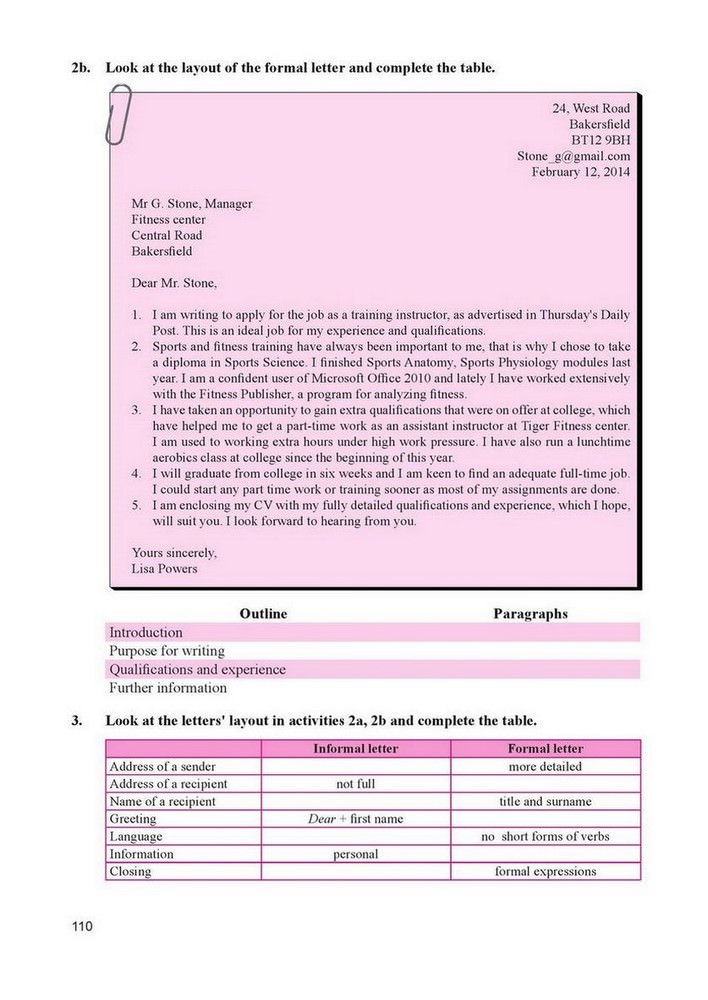 2b. Look at the layout of the formal letter and complete the table.
24, West Road
Bakersfield
BT12 9BH
Stone_g@gmail.com
February 12, 2014
Mr G. Stone, Manager
Fitness center
Central Road
Bakersfield
Dear Mr. Stone,
1. I am writing to apply for the job as a training instructor, as advertised in Thursday's Daily
Post. This is an ideal job for my experience and qualifications.
2. Sports and fitness training have always been important to me, that is why I chose to take
a diploma in Sports Science. I finished Sports Anatomy, Sports Physiology modules last
year. I am a confident user of Microsoft Office 2010 and lately I have worked extensively
with the Fitness Publisher, a program for analyzing fitness.
3. I have taken an opportunity to gain extra qualifications that were on offer at college, which
have helped me to get a part-time work as an assistant instructor at Tiger Fitness center.
I am used to working extra hours under high work pressure. I have also run a lunchtime
aerobics class at college since the beginning of this year.
4. I will graduate from college in six weeks and I am keen to find an adequate full-time job.
I could start any part time work or training sooner as most of my assignments are done.
5. I am enclosing my CV with my fully detailed qualifications and experience, which I hope,
will suit you. I look forward to hearing from you.
Yours sincerely,
Lisa Powers
Outline Paragraphs
Introduction
Purpose for writing
Qualifications and experience
Further information
3. Look at the letters' layout in activities 2a, 2b and complete the table.
Informal letter Formal letter
Address of a sender more detailed
Address of a recipient not full
Name of a recipient title and surname
Greeting Dear + first name
Language no short forms of verbs
Information personal
Closing formal expressions
110